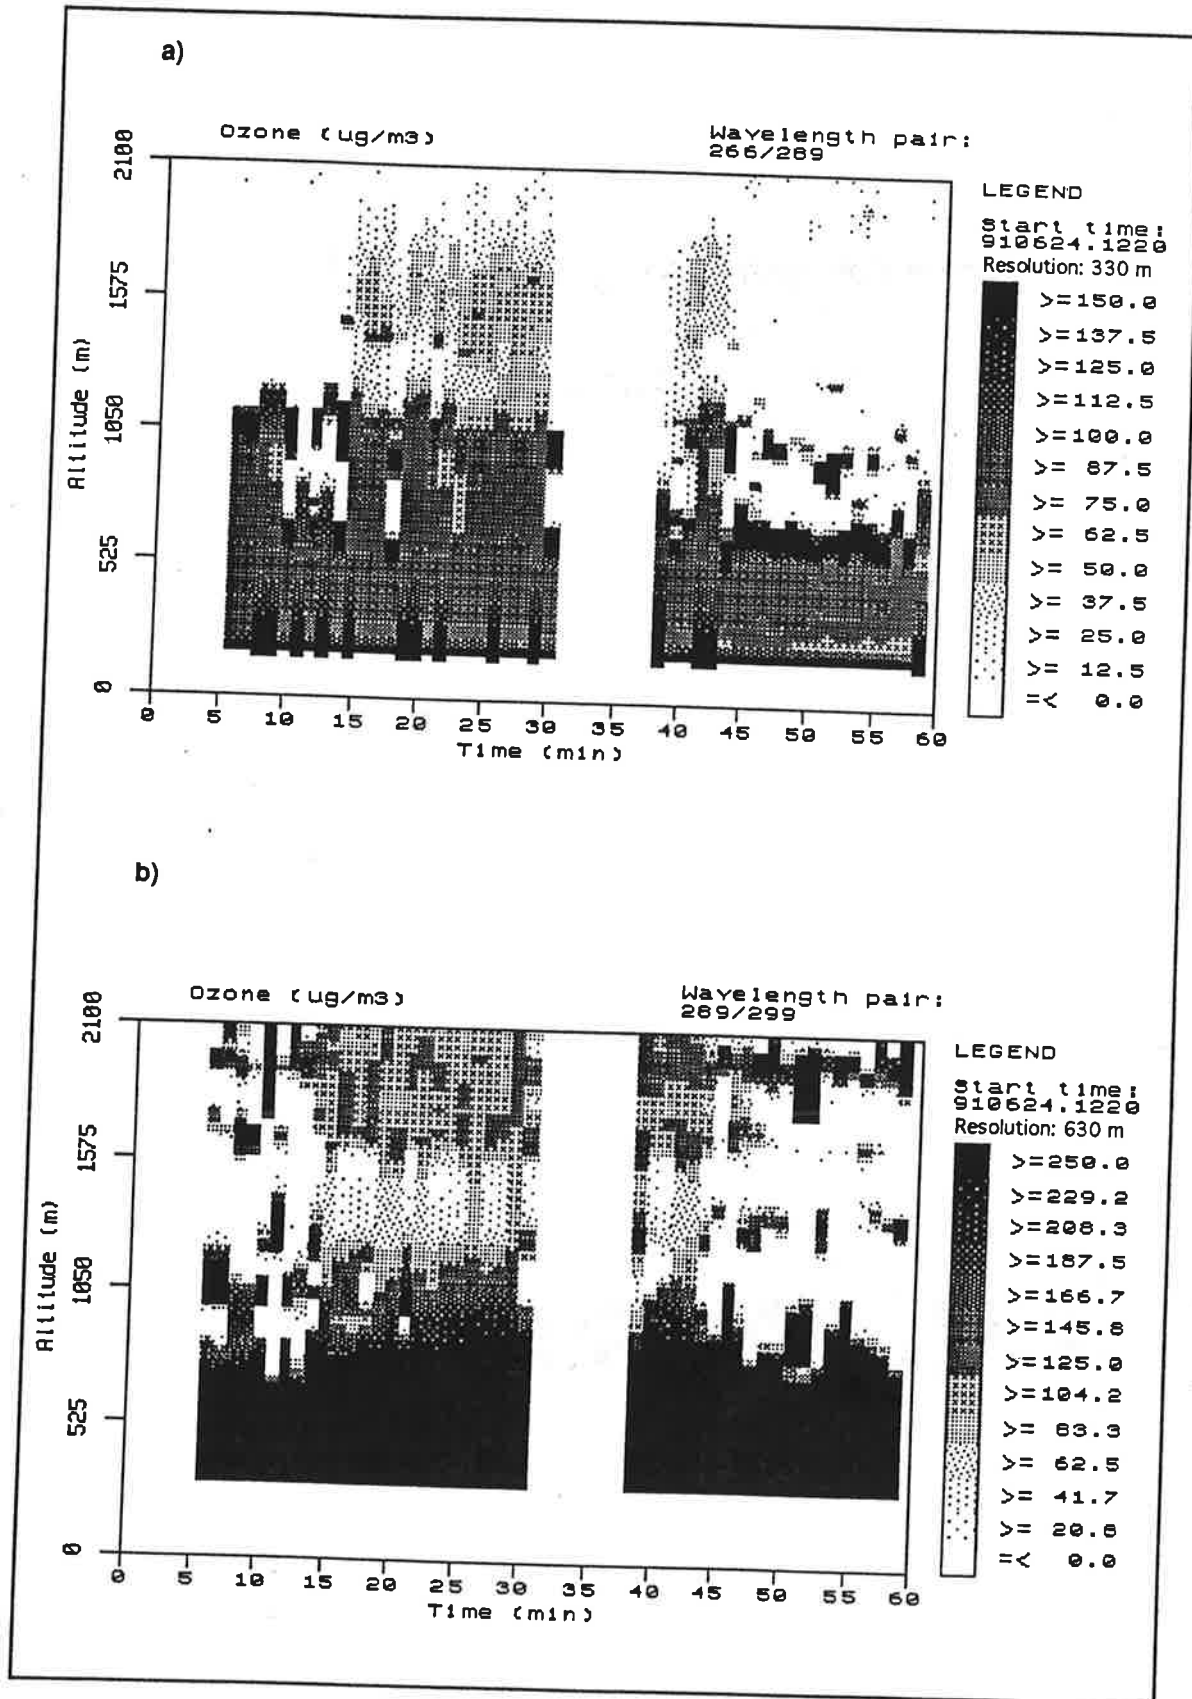 a)
Ozone (ug/m3)
Wavelength pair:
266/289
2100
1575
1050
525
0
Altitude (m)
0 5 10 15 20 25 30 35 40 45 50 55 60
Time (min)
LEGEND
Start time:
910624.1220
Resolution: 330 m
>=150.0
>=137.5
>=125.0
>=112.5
>=100.0
>= 87.5
>= 75.0
>= 62.5
>= 50.0
>= 37.5
>= 25.0
>= 12.5
=< 0.0
b)
Ozone (ug/m3)
Wavelength pair:
289/299
2100
1575
1050
525
0
Altitude (m)
0 5 10 15 20 25 30 35 40 45 50 55 60
Time (min)
LEGEND
Start time:
910624.1220
Resolution: 630 m
>=250.0
>=229.2
>=208.3
>=187.5
>=166.7
>=145.8
>=125.0
>=104.2
>= 83.3
>= 62.5
>= 41.7
>= 20.8
=< 0.0